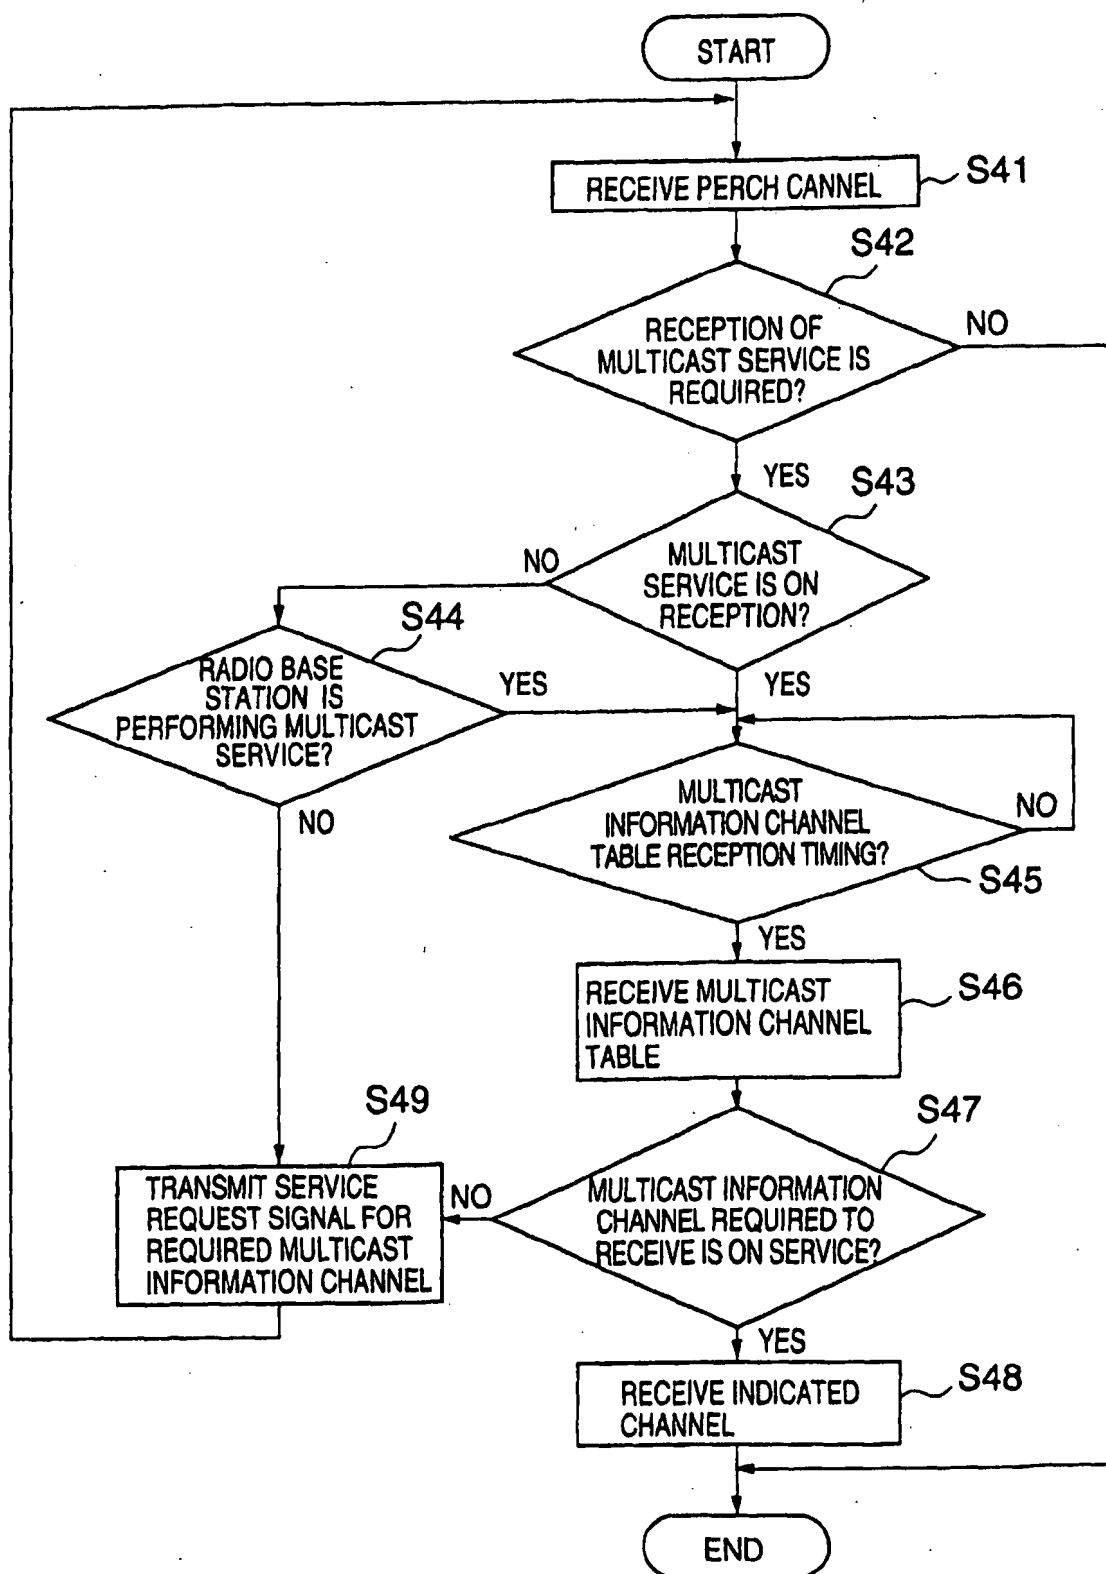 START
RECEIVE PERCH CANNEL
S41
S42
RECEPTION OF
MULTICAST SERVICE IS
REQUIRED?
NO
YES
S43
MULTICAST
SERVICE IS ON
RECEPTION?
NO
YES
S44
RADIO BASE
STATION IS
PERFORMING MULTICAST
SERVICE?
YES
NO
MULTICAST
INFORMATION CHANNEL
TABLE RECEPTION TIMING?
NO
S45
YES
RECEIVE MULTICAST
INFORMATION CHANNEL
TABLE
S46
S47
MULTICAST INFORMATION
CHANNEL REQUIRED TO
RECEIVE IS ON SERVICE?
NO
YES
S49
TRANSMIT SERVICE
REQUEST SIGNAL FOR
REQUIRED MULTICAST
INFORMATION CHANNEL
RECEIVE INDICATED
CHANNEL
S48
END